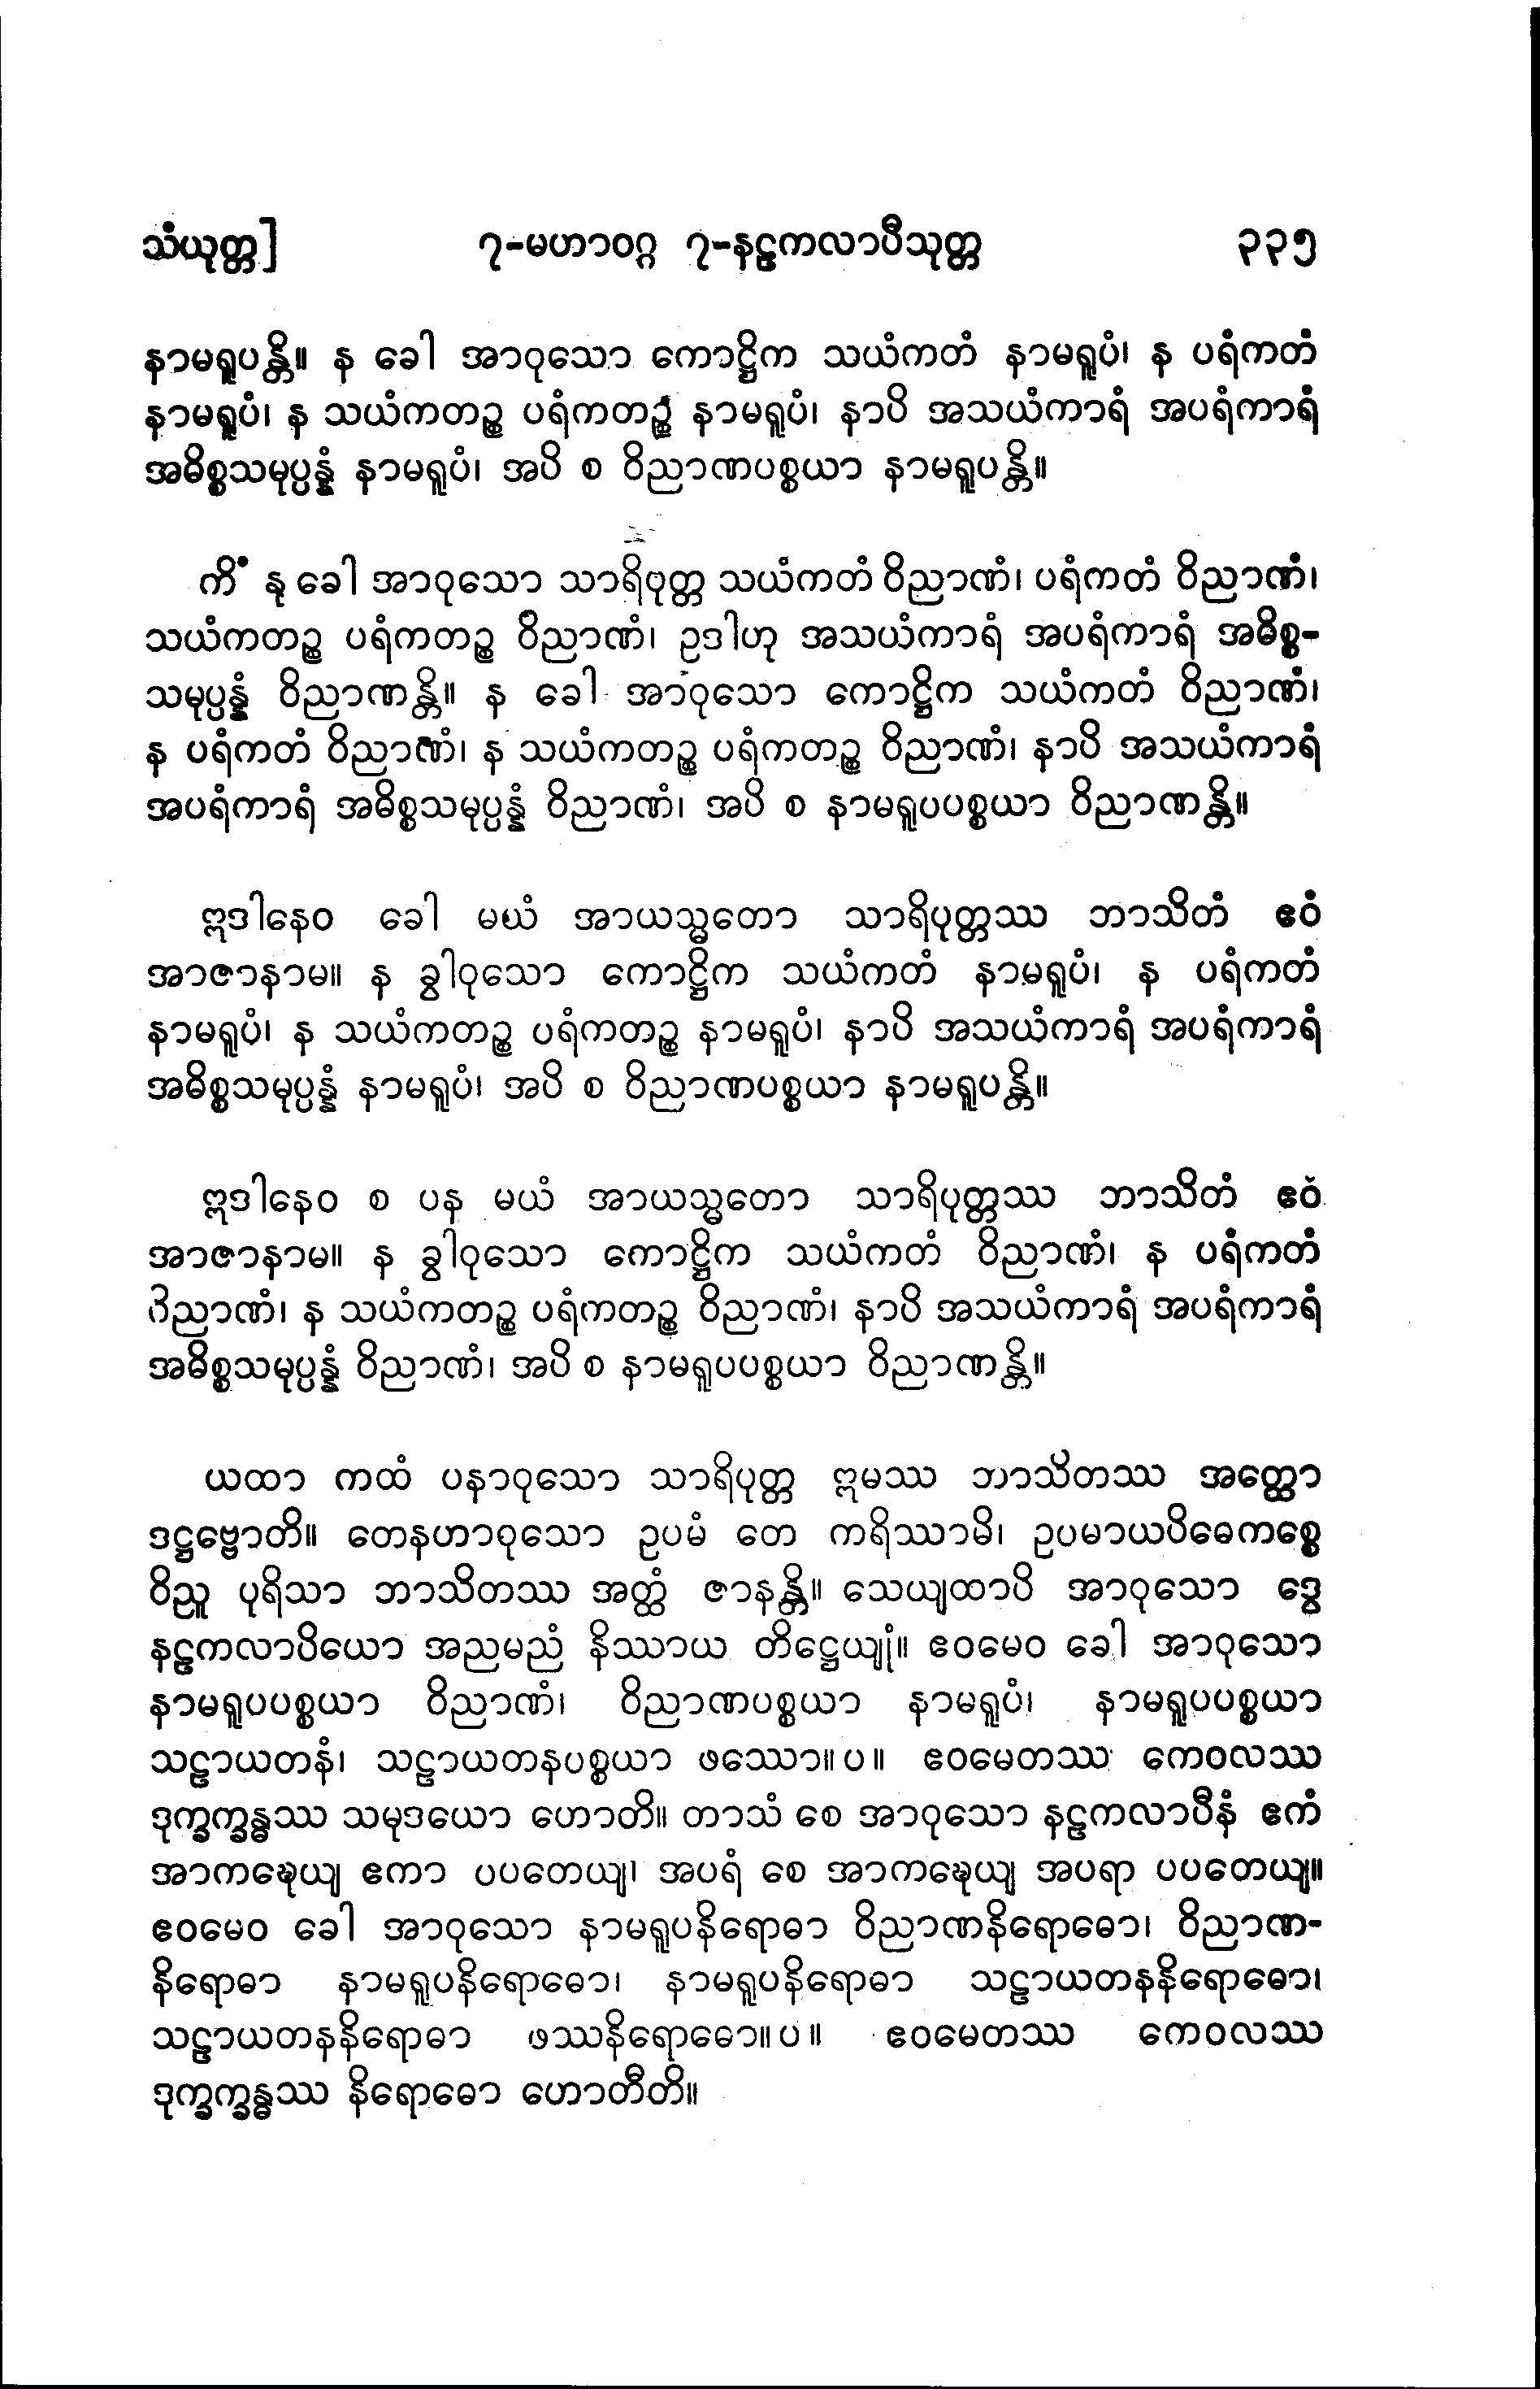 သံယုတ္တ] ၇-မဟာဝဂ္ဂ ၇-နဠကလာပီသုတ္တ ၃၃၅
နာမရူပန္တိ။ န ခေါ အာဝုသော ကောဋ္ဌိက သယံကတံ နာမရူပံ၊ န ပရံကတံ
နာမရူပံ၊ န သယံကတဉ္စ ပရံကတဉ္စ နာမရူပံ၊ နာပိ အသယံကာရံ အပရံကာရံ
အဓိစ္စသမုပ္ပန္နံ နာမရူပံ၊ အပိ စ ဝိညာဏပစ္စယာ နာမရူပန္တိ။
ကိံ နု ခေါ အာဝုသော သာရိပုတ္တ သယံကတံ ဝိညာဏံ၊ ပရံကတံ ဝိညာဏံ၊
သယံကတဉ္စ ပရံကတဉ္စ ဝိညာဏံ၊ ဥဒါဟု အသယံကာရံ အပရံကာရံ အဓိစ္စ-
သမုပ္ပန္နံ ဝိညာဏန္တိ။ န ခေါ အာဝုသော ကောဋ္ဌိက သယံကတံ ဝိညာဏံ၊
န ပရံကတံ ဝိညာဏံ၊ န သယံကတဉ္စ ပရံကတဉ္စ ဝိညာဏံ၊ နာပိ အသယံကာရံ
အပရံကာရံ အဓိစ္စသမုပ္ပန္နံ ဝိညာဏံ၊ အပိ စ နာမရူပပစ္စယာ ဝိညာဏန္တိ။
ဣဒါနေဝ ခေါ မယံ အာယသ္မတော သာရိပုတ္တဿ ဘာသိတံ ဧဝံ
အာဇာနာမ။ န ခွါဝုသော ကောဋ္ဌိက သယံကတံ နာမရူပံ၊ န ပရံကတံ
နာမရူပံ၊ န သယံကတဉ္စ ပရံကတဉ္စ နာမရူပံ၊ နာပိ အသယံကာရံ အပရံကာရံ
အဓိစ္စသမုပ္ပန္နံ နာမရူပံ၊ အပိ စ ဝိညာဏပစ္စယာ နာမရူပန္တိ။
ဣဒါနေဝ စ ပန မယံ အာယသ္မတော သာရိပုတ္တဿ ဘာသိတံ ဧဝံ
အာဇာနာမ။ န ခွါဝုသော ကောဋ္ဌိက သယံကတံ ဝိညာဏံ၊ န ပရံကတံ
ဝိညာဏံ၊ န သယံကတဉ္စ ပရံကတဉ္စ ဝိညာဏံ၊ နာပိ အသယံကာရံ အပရံကာရံ
အဓိစ္စသမုပ္ပန္နံ ဝိညာဏံ၊ အပိ စ နာမရူပပစ္စယာ ဝိညာဏန္တိ။
ယထာ ကထံ ပနာဝုသော သာရိပုတ္တ ဣမဿ ဘာသိတဿ အတ္ထော
ဒဋ္ဌဗ္ဗောတိ။ တေနဟာဝုသော ဥပမံ တေ ကရိဿာမိ၊ ဥပမာယပိဓေကစ္စေ
ဝိညူ ပုရိသာ ဘာသိတဿ အတ္ထံ ဇာနန္တိ။ သေယျထာပိ အာဝုသော ဒွေ
နဠကလာပိယော အညမညံ နိဿာယ တိဋ္ဌေယျုံ။ ဧဝမေဝ ခေါ အာဝုသော
နာမရူပပစ္စယာ ဝိညာဏံ၊ ဝိညာဏပစ္စယာ နာမရူပံ၊ နာမရူပပစ္စယာ
သဠာယတနံ၊ သဠာယတနပစ္စယာ ဖဿော။ပ။ ဧဝမေတဿ ကေဝလဿ
ဒုက္ခက္ခန္ဓဿ သမုဒယော ဟောတိ။ တာသံ စေ အာဝုသော နဠကလာပီနံ ဧကံ
အာကဍ္ဎေယျ ဧကာ ပပတေယျ၊ အပရံ စေ အာကဍ္ဎေယျ အပရာ ပပတေယျ။
ဧဝမေဝ ခေါ အာဝုသော နာမရူပနိရောဓာ ဝိညာဏနိရောဓော၊ ဝိညာဏ-
နိရောဓာ နာမရူပနိရောဓော၊ နာမရူပနိရောဓာ သဠာယတနနိရောဓော၊
သဠာယတနနိရောဓာ ဖဿနိရောဓော။ပ။ ဧဝမေတဿ ကေဝလဿ
ဒုက္ခက္ခန္ဓဿ နိရောဓော ဟောတီတိ။